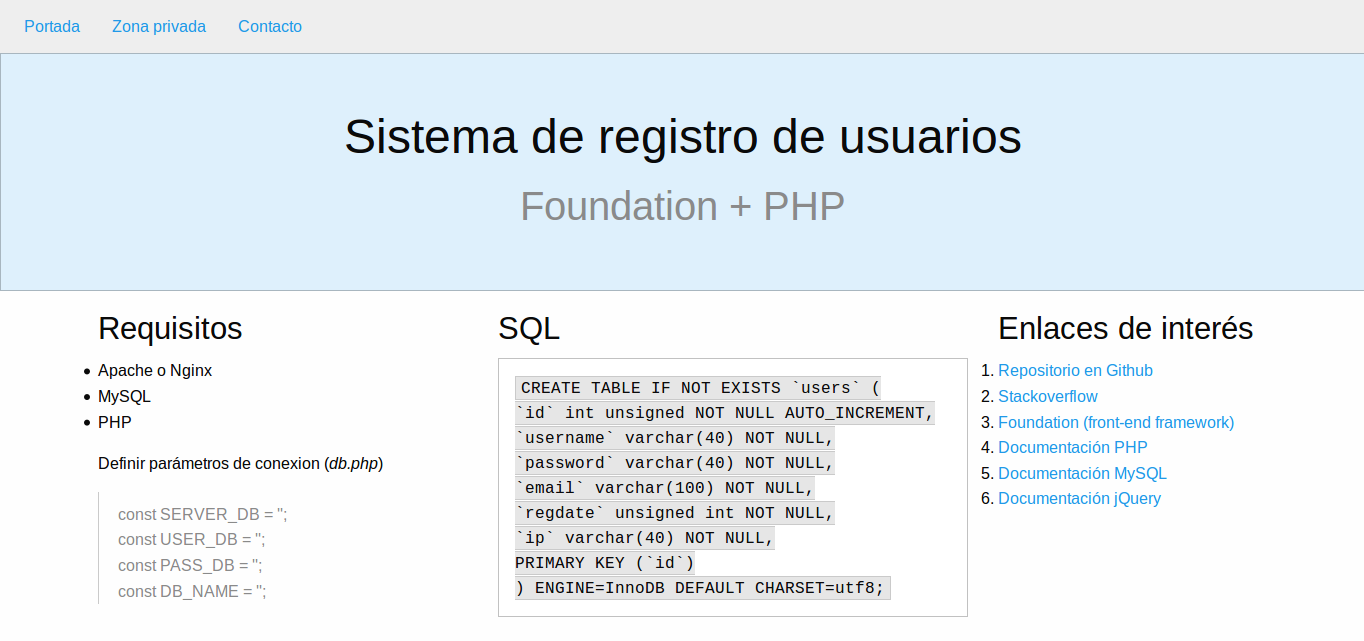 Portada Zona privada Contacto
Sistema de registro de usuarios
Foundation + PHP
Requisitos
Apache o Nginx
MySQL
PHP
Definir parámetros de conexion (db.php)
const SERVER_DB = '';
const USER_DB = '';
const PASS_DB = '';
const DB_NAME = '';
SQL
CREATE TABLE IF NOT EXISTS `users` (
`id` int unsigned NOT NULL AUTO_INCREMENT,
`username` varchar(40) NOT NULL,
`password` varchar(40) NOT NULL,
`email` varchar(100) NOT NULL,
`regdate` unsigned int NOT NULL,
`ip` varchar(40) NOT NULL,
PRIMARY KEY (`id`)
) ENGINE=InnoDB DEFAULT CHARSET=utf8;
Enlaces de interés
1. Repositorio en Github
2. Stackoverflow
3. Foundation (front-end framework)
4. Documentación PHP
5. Documentación MySQL
6. Documentación jQuery